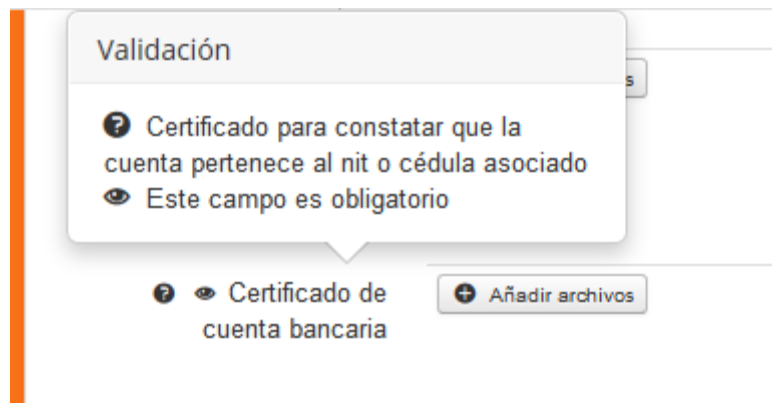 Validación
s
Certificado para constatar que la
cuenta pertenece al nit o cédula asociado
Este campo es obligatorio
Certificado de
cuenta bancaria
Añadir archivos